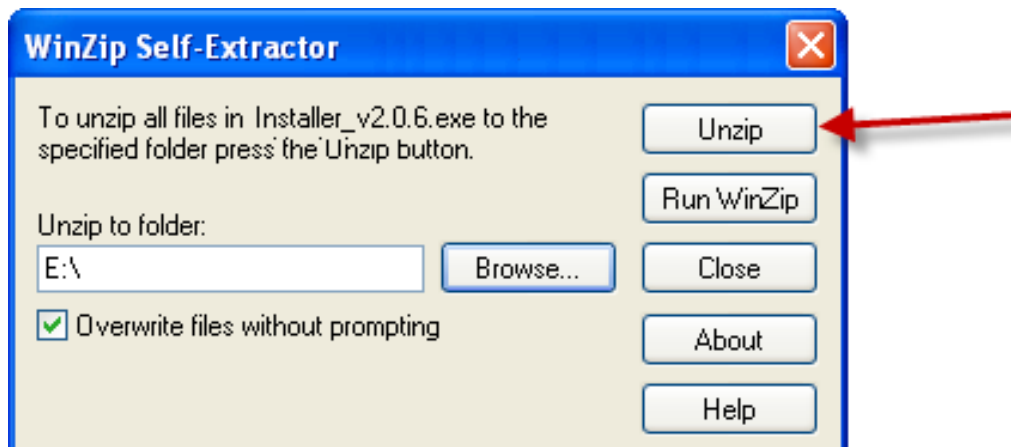 WinZip Self-Extractor
To unzip all files in Installer_v2.0.6.exe to the
specified folder press the Unzip button.
Unzip
Run WinZip
Unzip to folder:
E:\
Browse...
Close
Overwrite files without prompting
About
Help